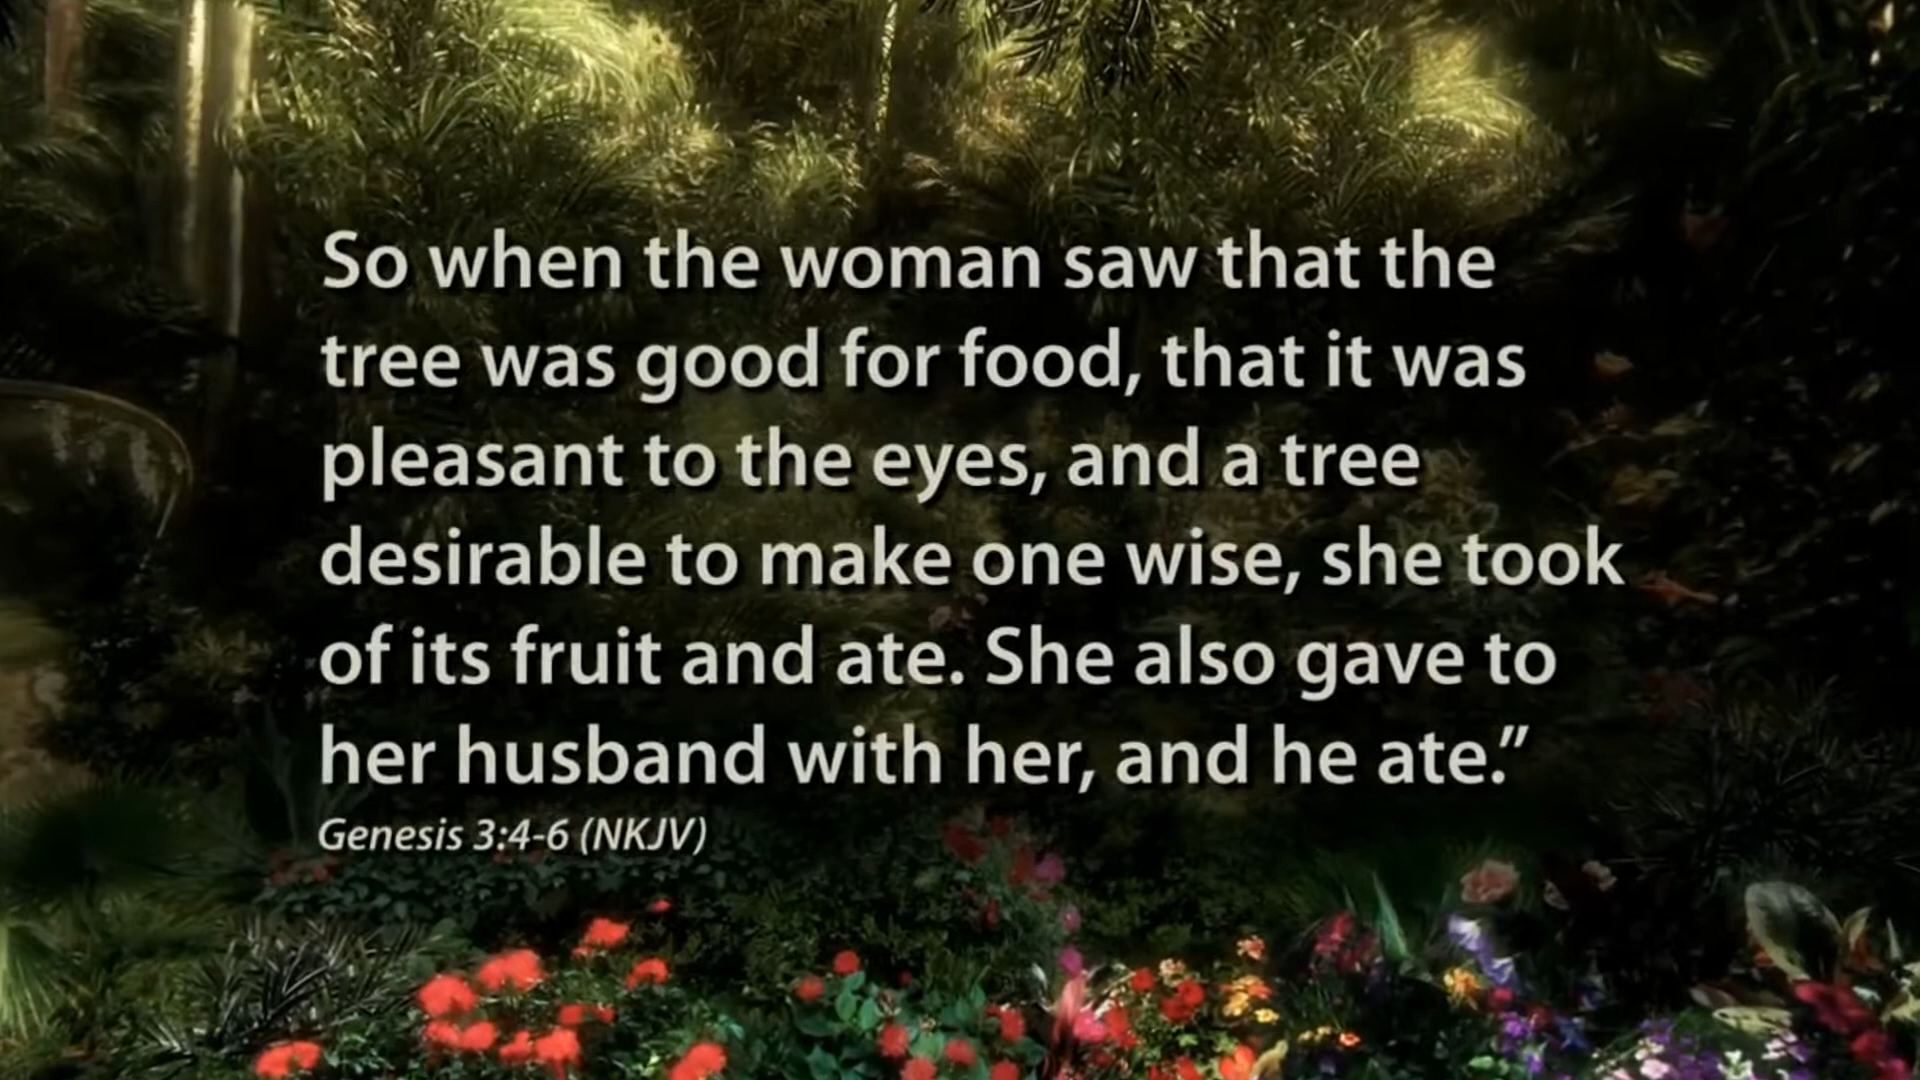 So when the woman saw that the
tree was good for food, that it was
pleasant to the eyes, and a tree
desirable to make one wise, she took
of its fruit and ate. She also gave to
her husband with her, and he ate.”
Genesis 3:4-6 (NKJV)